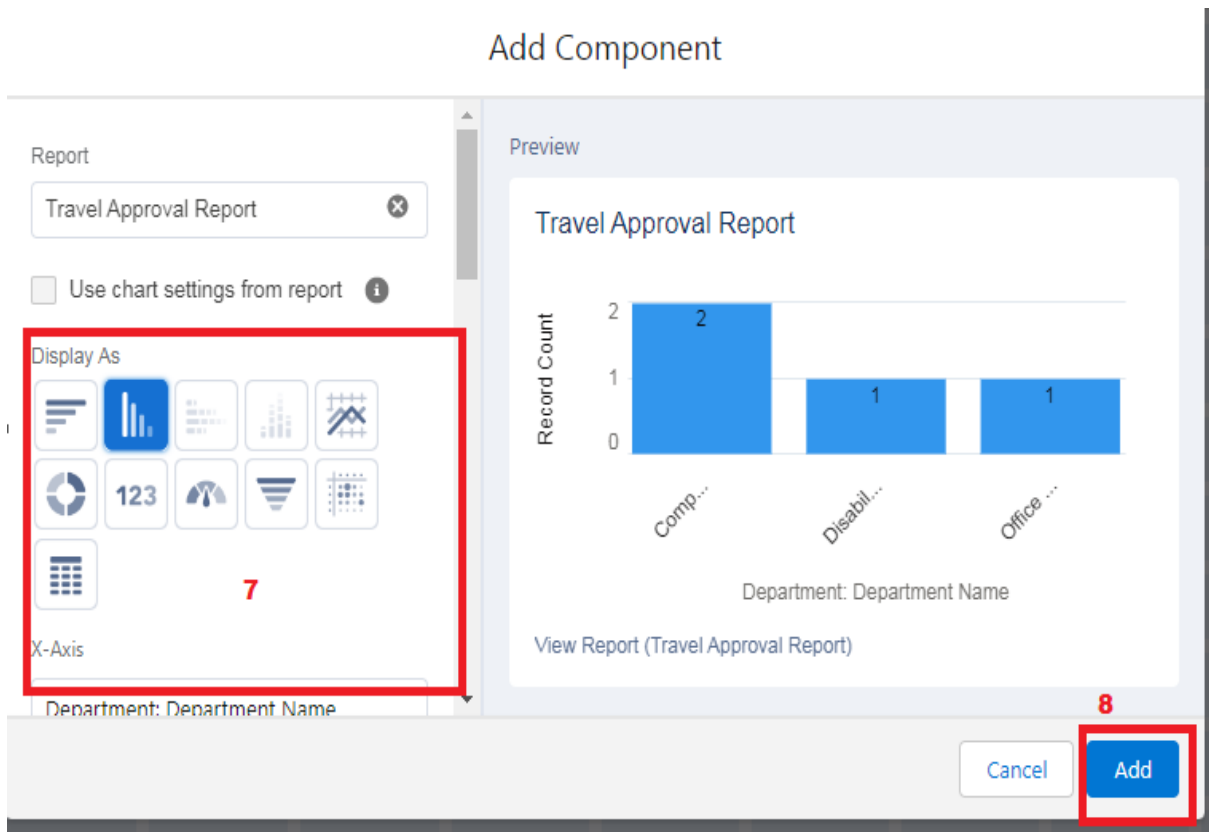 Add Component
Report
Travel Approval Report
Use chart settings from report
Display As
123
7
X-Axis
Department: Department Name
Preview
Travel Approval Report
Record Count
2
1
0
2
1
1
Comp...
Disabil...
Office ...
Department: Department Name
View Report (Travel Approval Report)
8
Cancel
Add